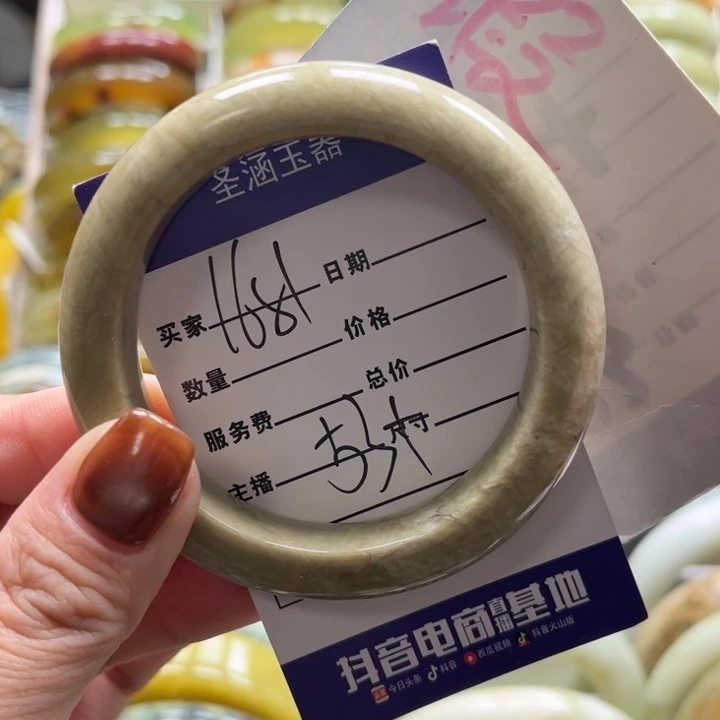 圣涵玉器
买家 1681 日期
数量 价格
服务费 总价
主播 尺寸
抖音电商直播基地
今日头条 抖音 西瓜视频 抖音火山版